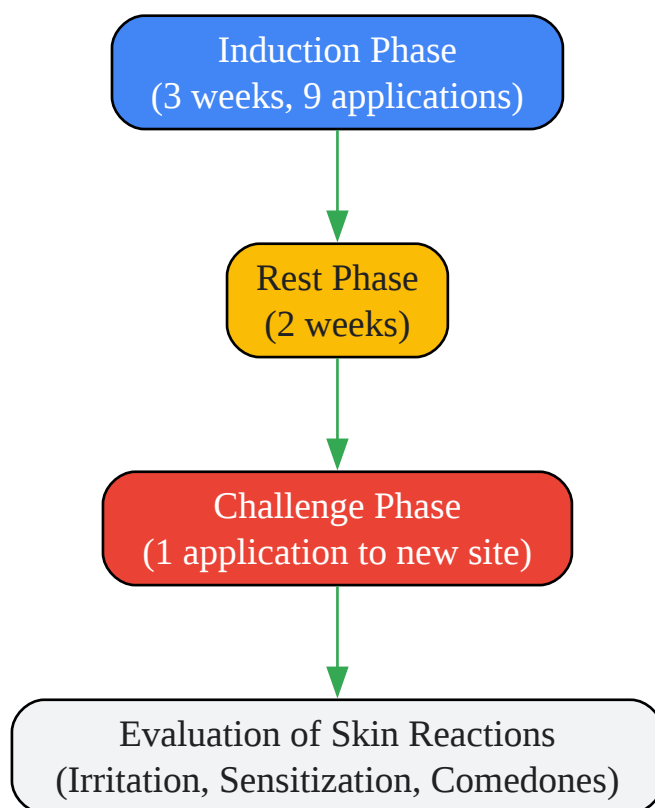 Induction Phase
(3 weeks, 9 applications)
Rest Phase
(2 weeks)
Challenge Phase
(1 application to new site)
Evaluation of Skin Reactions
(Irritation, Sensitization, Comedones)